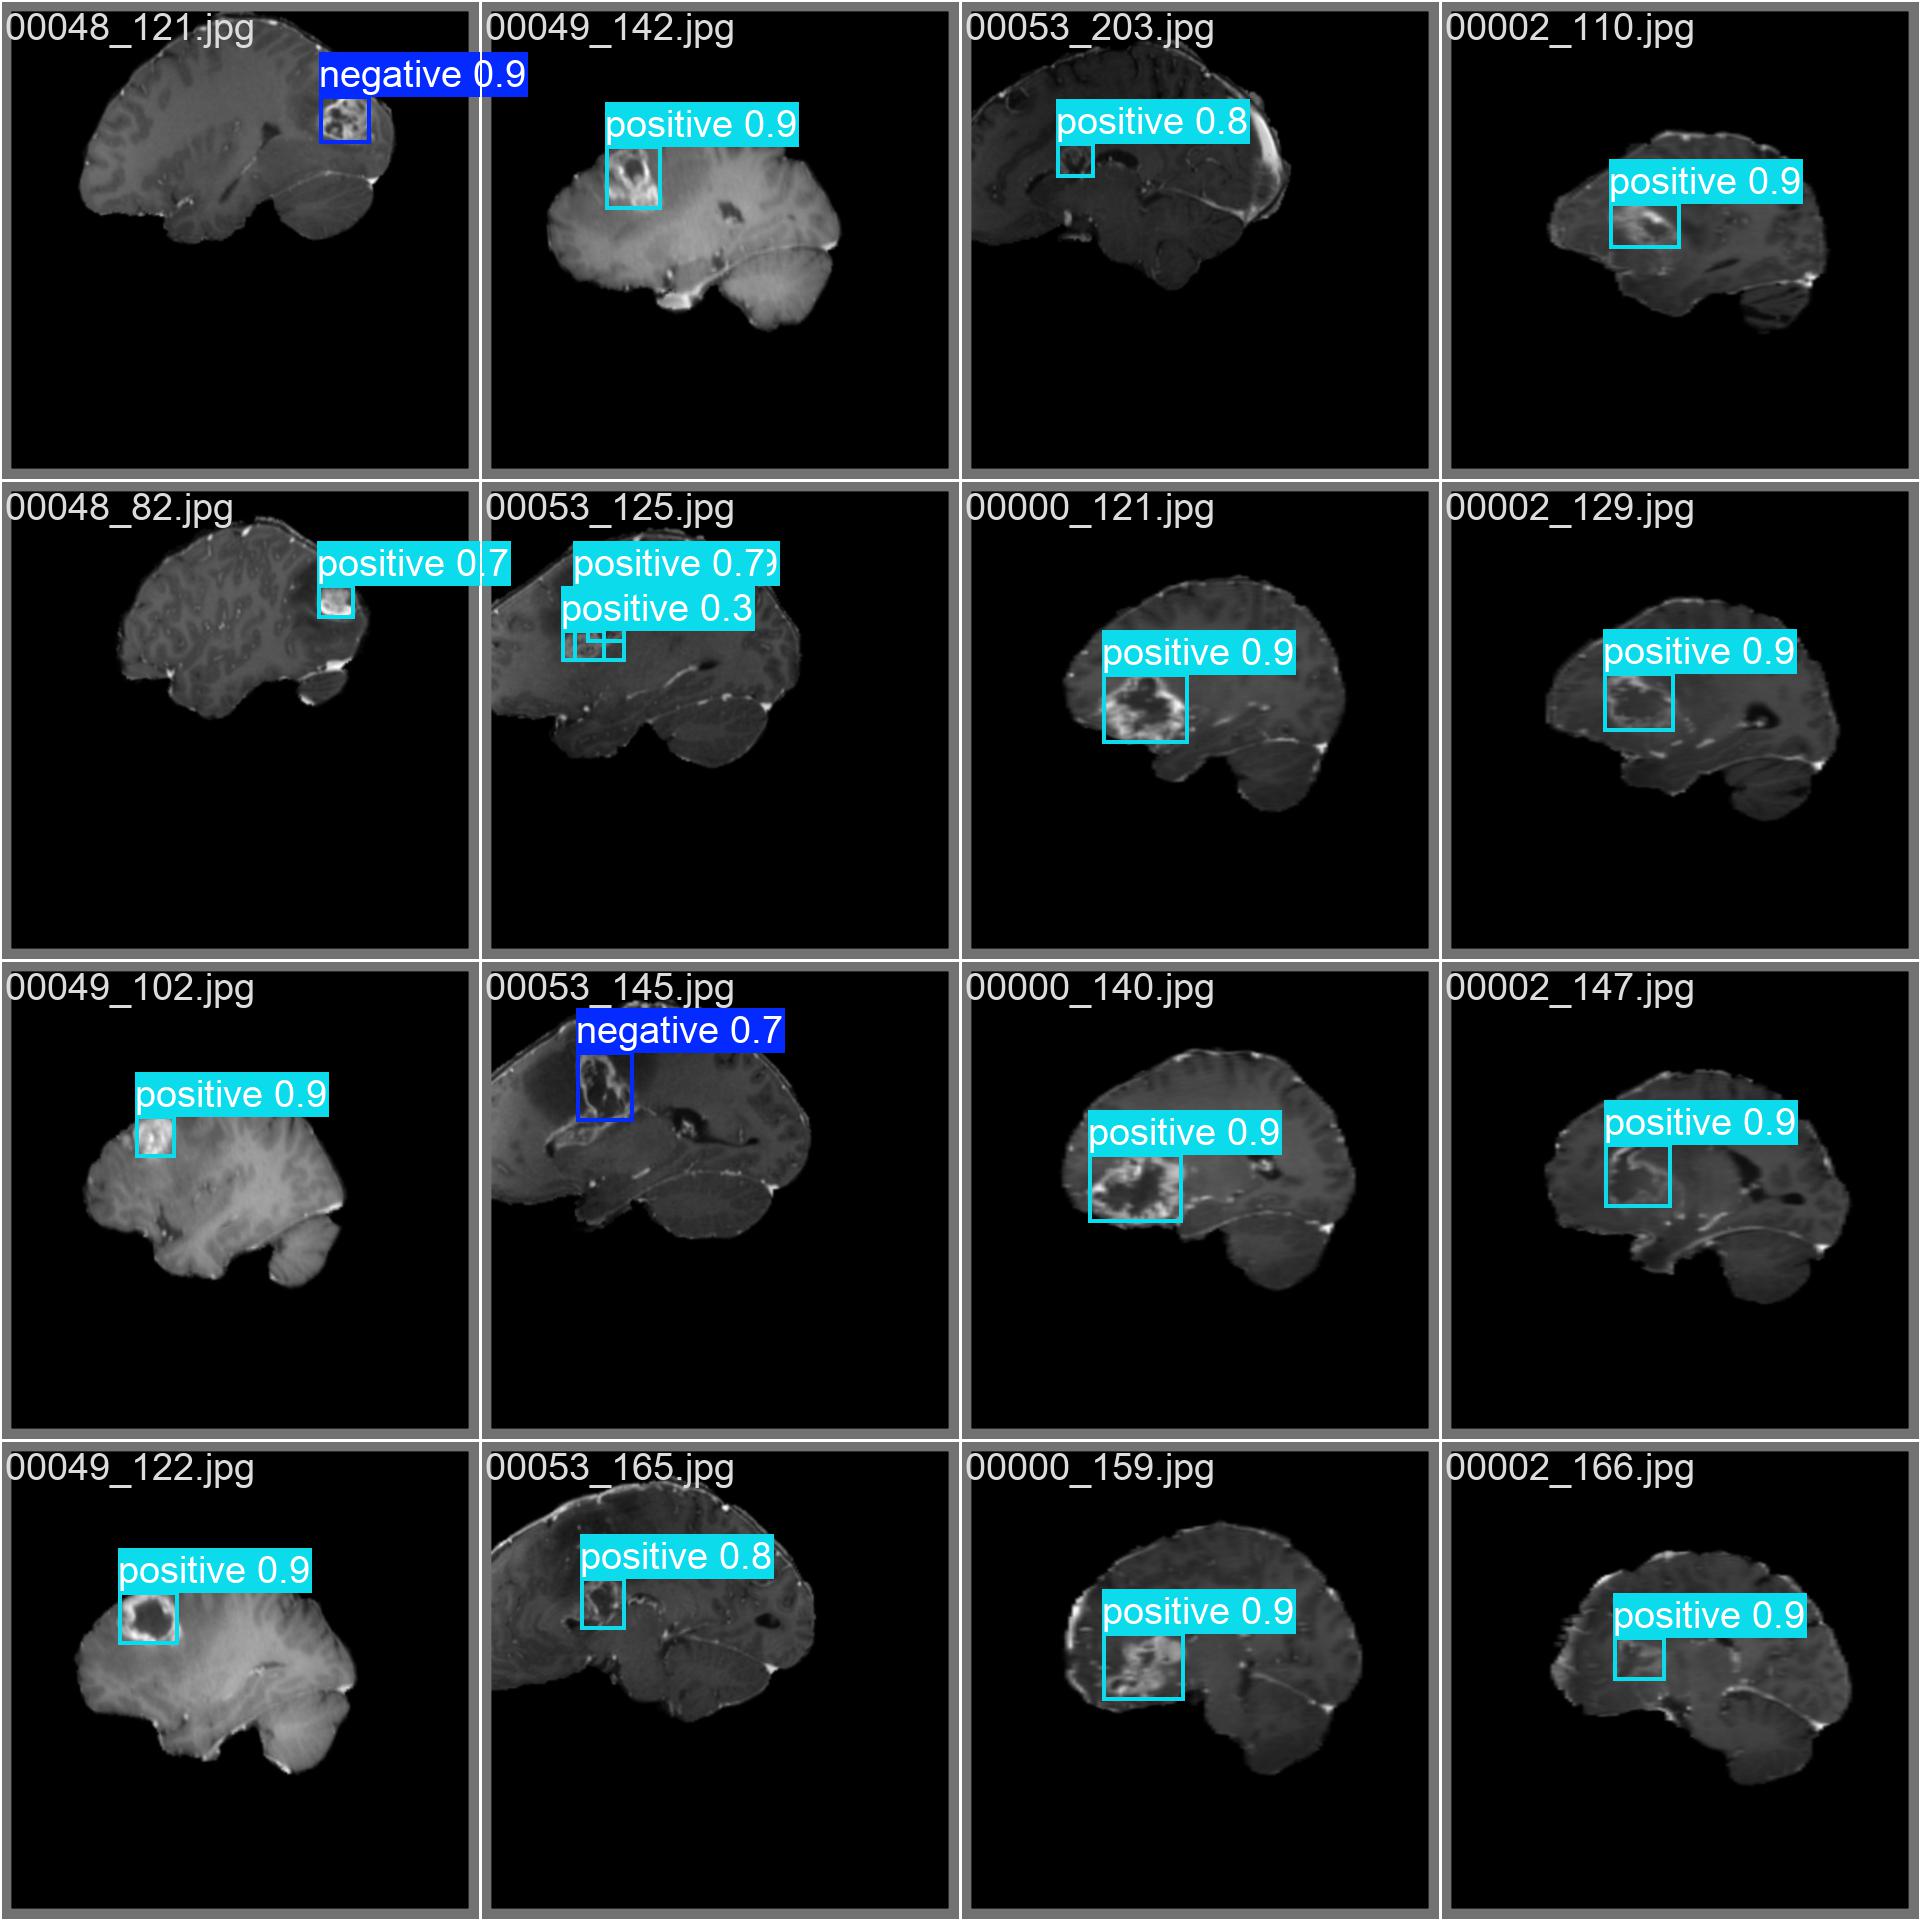 00048_121.jpg
negative 0.9
00049_142.jpg
positive 0.9
00053_203.jpg
positive 0.8
00002_110.jpg
positive 0.9
00048_82.jpg
positive 0.7
00053_125.jpg
positive 0.7
positive 0.3
00000_121.jpg
positive 0.9
00002_129.jpg
positive 0.9
00049_102.jpg
positive 0.9
00053_145.jpg
negative 0.7
00000_140.jpg
positive 0.9
00002_147.jpg
positive 0.9
00049_122.jpg
positive 0.9
00053_165.jpg
positive 0.8
00000_159.jpg
positive 0.9
00002_166.jpg
positive 0.9